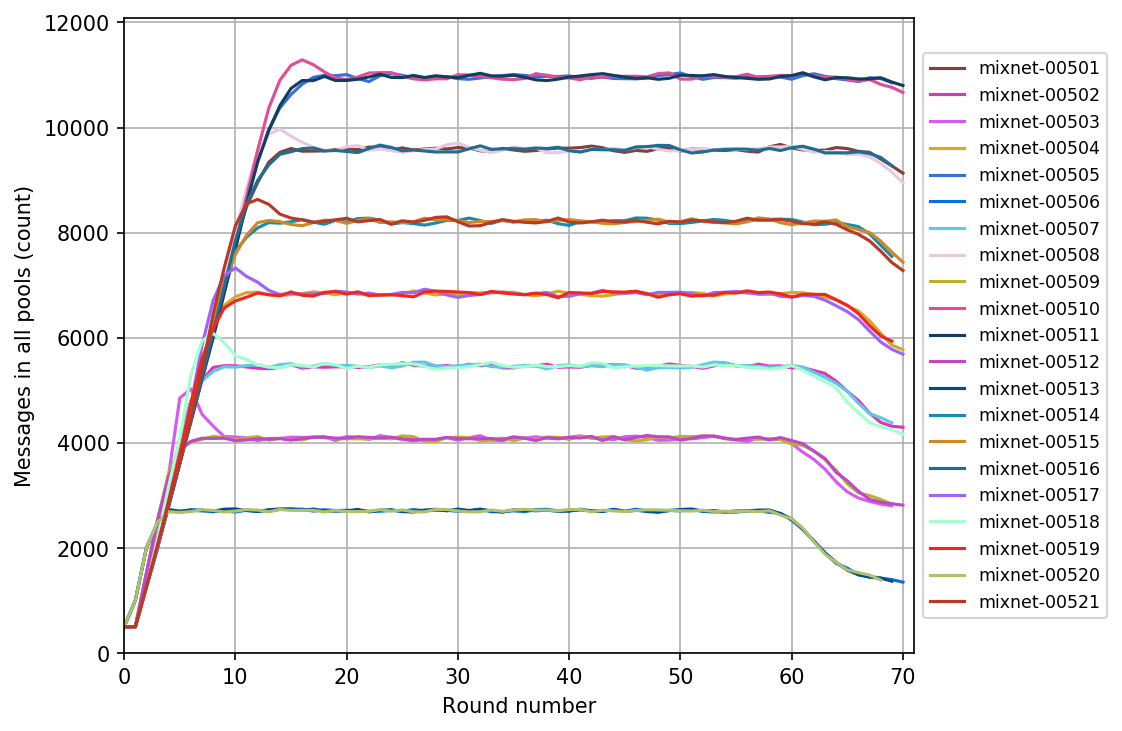 12000
10000
8000
6000
4000
2000
0
Messages in all pools (count)
0 10 20 30 40 50 60 70
Round number
mixnet-00501
mixnet-00502
mixnet-00503
mixnet-00504
mixnet-00505
mixnet-00506
mixnet-00507
mixnet-00508
mixnet-00509
mixnet-00510
mixnet-00511
mixnet-00512
mixnet-00513
mixnet-00514
mixnet-00515
mixnet-00516
mixnet-00517
mixnet-00518
mixnet-00519
mixnet-00520
mixnet-00521